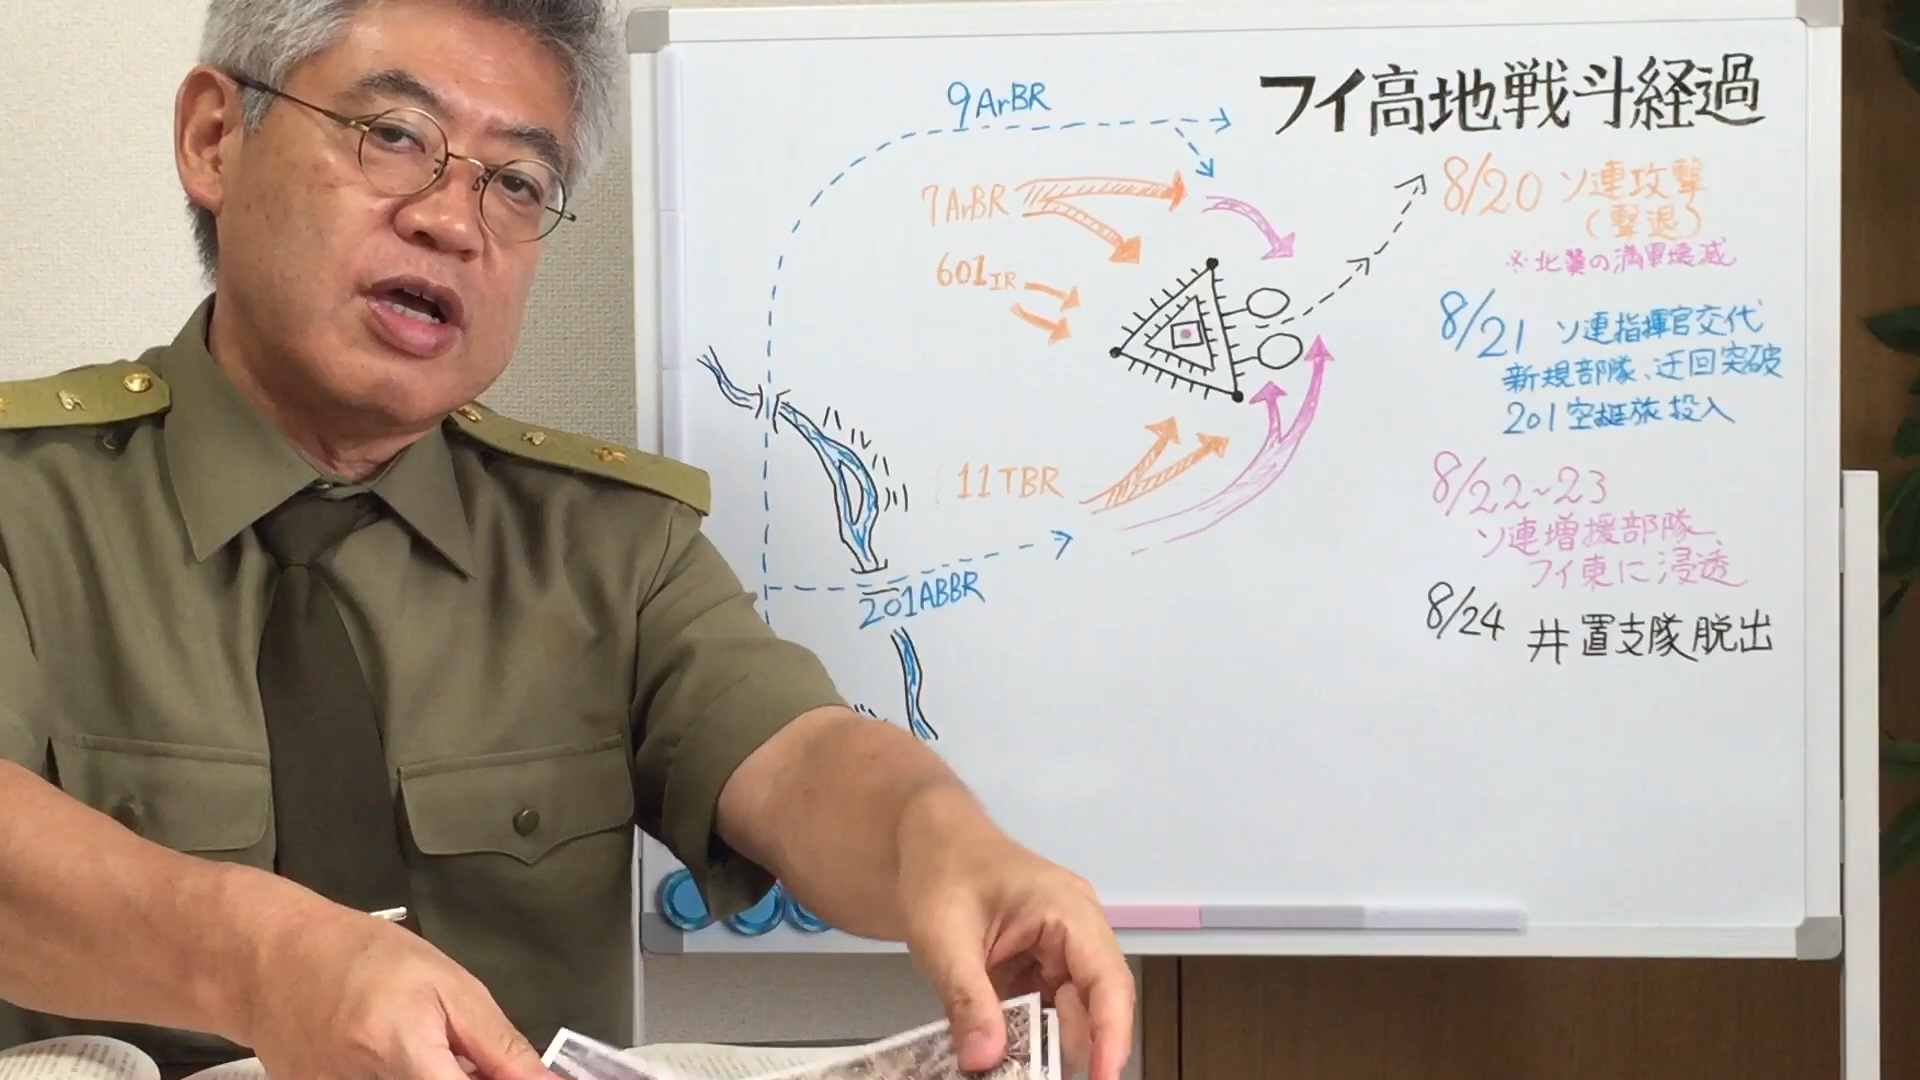 フイ高地戦斗経過
9ArBR
7ArBR
601IR
11TBR
201ABBR
8/20 ソ連攻撃
(撃退)
※北翼の満軍壊滅
8/21 ソ連指揮官交代
新規部隊、迂回突破
201空挺旅投入
8/22~23
ソ連増援部隊、
フイ東に浸透
8/24 井置支隊脱出